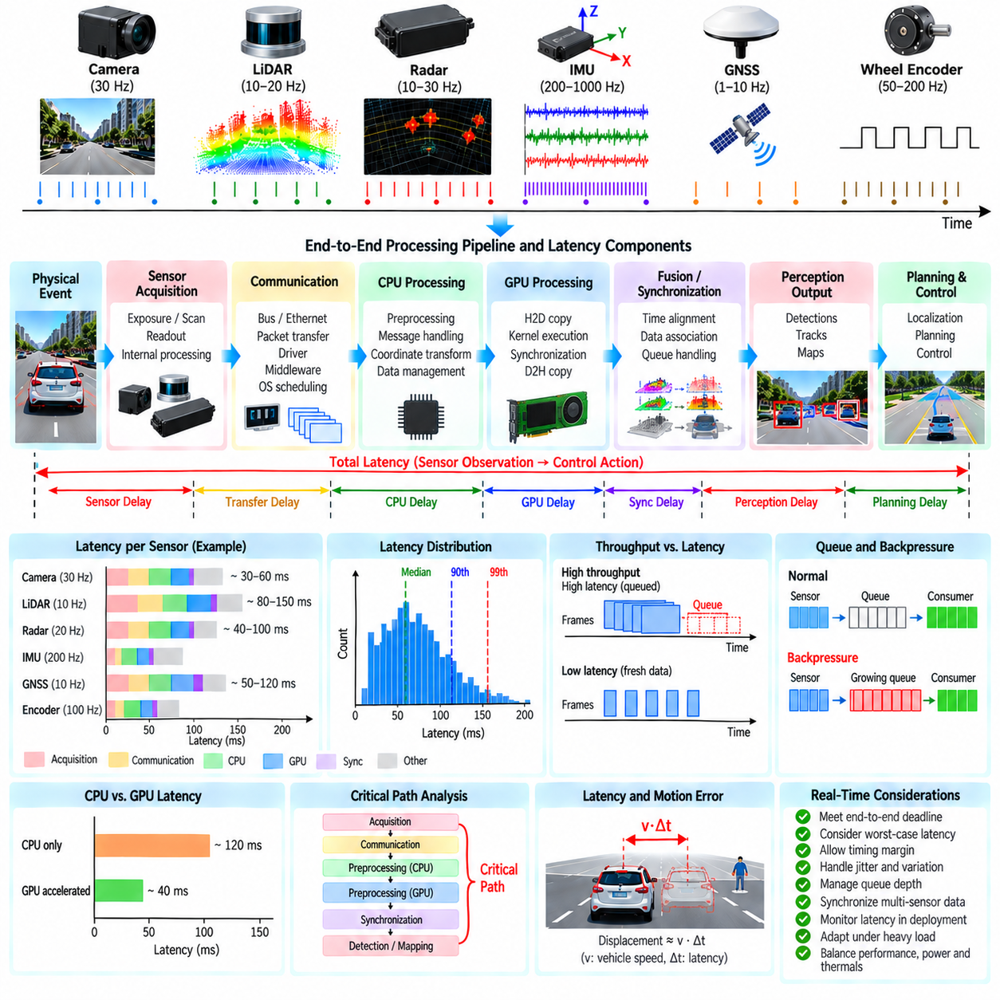 Camera
(30 Hz)
LiDAR
(10–20 Hz)
Radar
(10–30 Hz)
Z
Y
X
IMU
(200–1000 Hz)
GNSS
(1–10 Hz)
Wheel Encoder
(50–200 Hz)
Time
End-to-End Processing Pipeline and Latency Components
Physical
Event
Sensor
Acquisition
Exposure / Scan
Readout
Internal processing
Communication
Bus / Ethernet
Packet transfer
Driver
Middleware
OS scheduling
CPU Processing
Preprocessing
Message handling
Coordinate transform
Data management
GPU Processing
H2D copy
Kernel execution
Synchronization
D2H copy
Fusion /
Synchronization
Time alignment
Data association
Queue handling
Perception
Output
Detections
Tracks
Maps
Planning &
Control
Localization
Planning
Control
Total Latency (Sensor Observation → Control Action)
Sensor Delay
Transfer Delay
CPU Delay
GPU Delay
Sync Delay
Perception Delay
Planning Delay
Latency per Sensor (Example)
Camera (30 Hz)
~ 30–60 ms
LiDAR (10 Hz)
~ 80–150 ms
Radar (20 Hz)
~ 40–100 ms
IMU (200 Hz)
GNSS (10 Hz)
~ 50–120 ms
Encoder (100 Hz)
0 50 100 150 200
Latency (ms)
Acquisition
Communication
CPU
GPU
Sync
Other
Latency Distribution
Median
90th
99th
Count
0
0 50 100 150 200
Latency (ms)
Throughput vs. Latency
High throughput
High latency (queued)
Queue
Frames
Time
Low latency (fresh data)
Frames
Time
Queue and Backpressure
Normal
Sensor
Queue
Consumer
Backpressure
Sensor
Growing queue
Consumer
CPU vs. GPU Latency
CPU only
~ 120 ms
GPU accelerated
~ 40 ms
0 50 100 150
Latency (ms)
Critical Path Analysis
Acquisition
Communication
Preprocessing (CPU)
Preprocessing (GPU)
Synchronization
Detection / Mapping
Critical
Path
Latency and Motion Error
v·Δt
Displacement ≈ v · Δt
(v: vehicle speed, Δt: latency)
Real-Time Considerations
Meet end-to-end deadline
Consider worst-case latency
Allow timing margin
Handle jitter and variation
Manage queue depth
Synchronize multi-sensor data
Monitor latency in deployment
Adapt under heavy load
Balance performance, power and
thermals